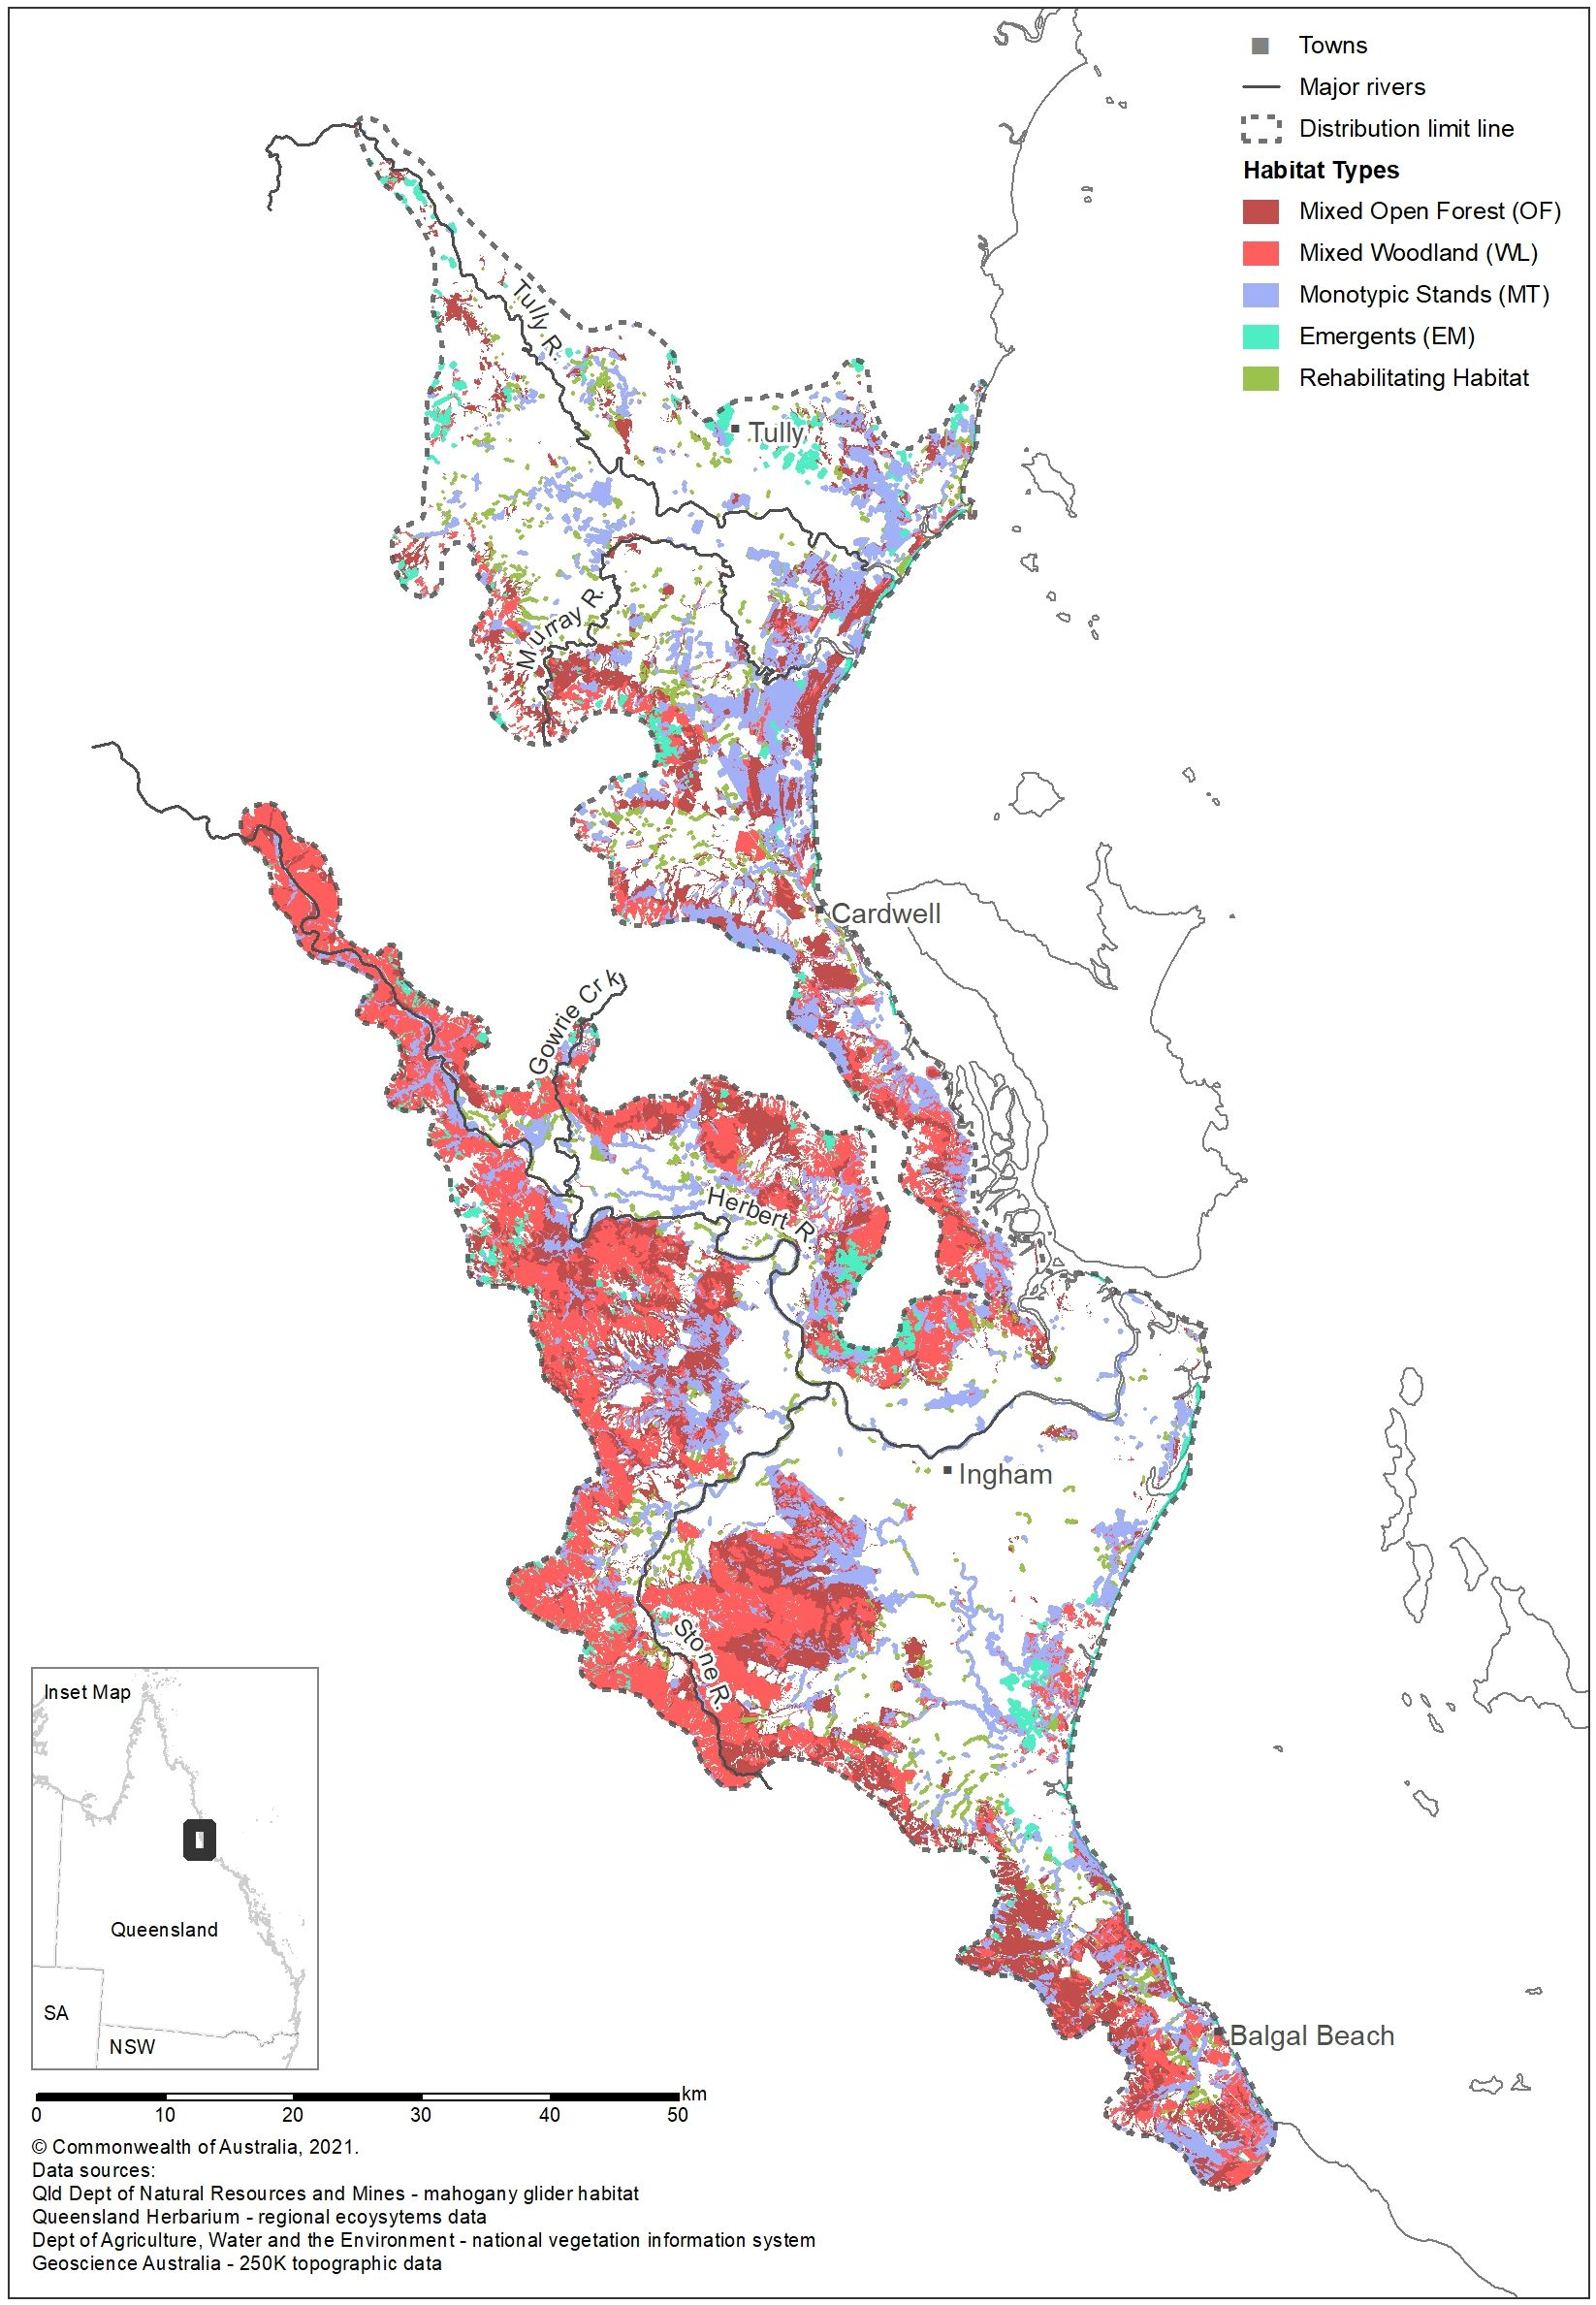 Towns
Major rivers
Distribution limit line
Habitat Types
Mixed Open Forest (OF)
Mixed Woodland (WL)
Monotypic Stands (MT)
Emergents (EM)
Rehabilitating Habitat
Tully R.
Tully
Murray R.
Cardwell
Gowrie Crk.
Herbert R.
Ingham
Stone R.
Balgal Beach
Inset Map
Queensland
SA
NSW
km
0 10 20 30 40 50
© Commonwealth of Australia, 2021.
Data sources:
Qld Dept of Natural Resources and Mines - mahogany glider habitat
Queensland Herbarium - regional ecoysytems data
Dept of Agriculture, Water and the Environment - national vegetation information system
Geoscience Australia - 250K topographic data